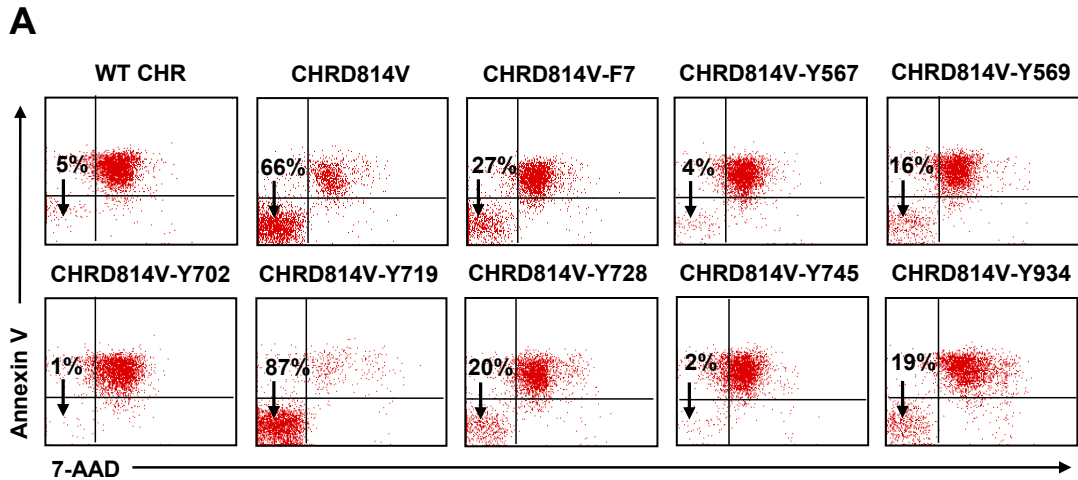 A
WT CHR CHRD814V CHRD814V-F7 CHRD814V-Y567 CHRD814V-Y569
5% 66% 27% 4% 16%
CHRD814V-Y702 CHRD814V-Y719 CHRD814V-Y728 CHRD814V-Y745 CHRD814V-Y934
1% 87% 20% 2% 19%
Annexin V
7-AAD